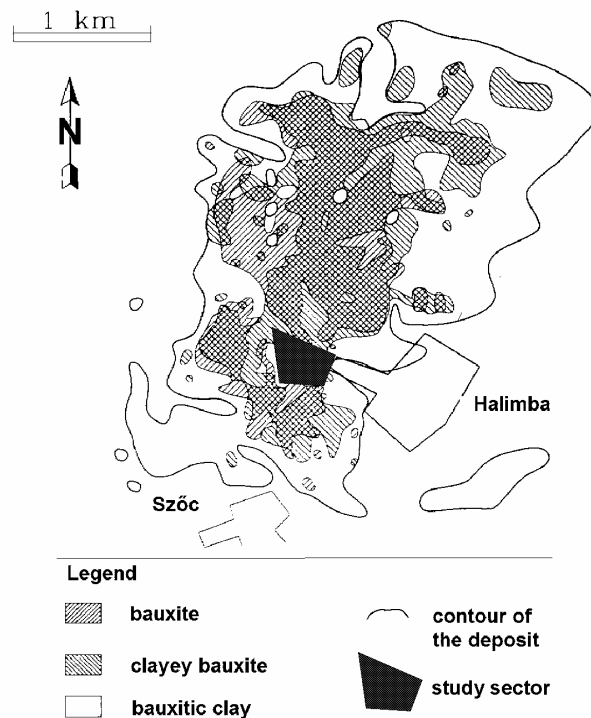 1 km
N
Halimba
Szőc
Legend
bauxite
clayey bauxite
bauxitic clay
contour of
the deposit
study sector